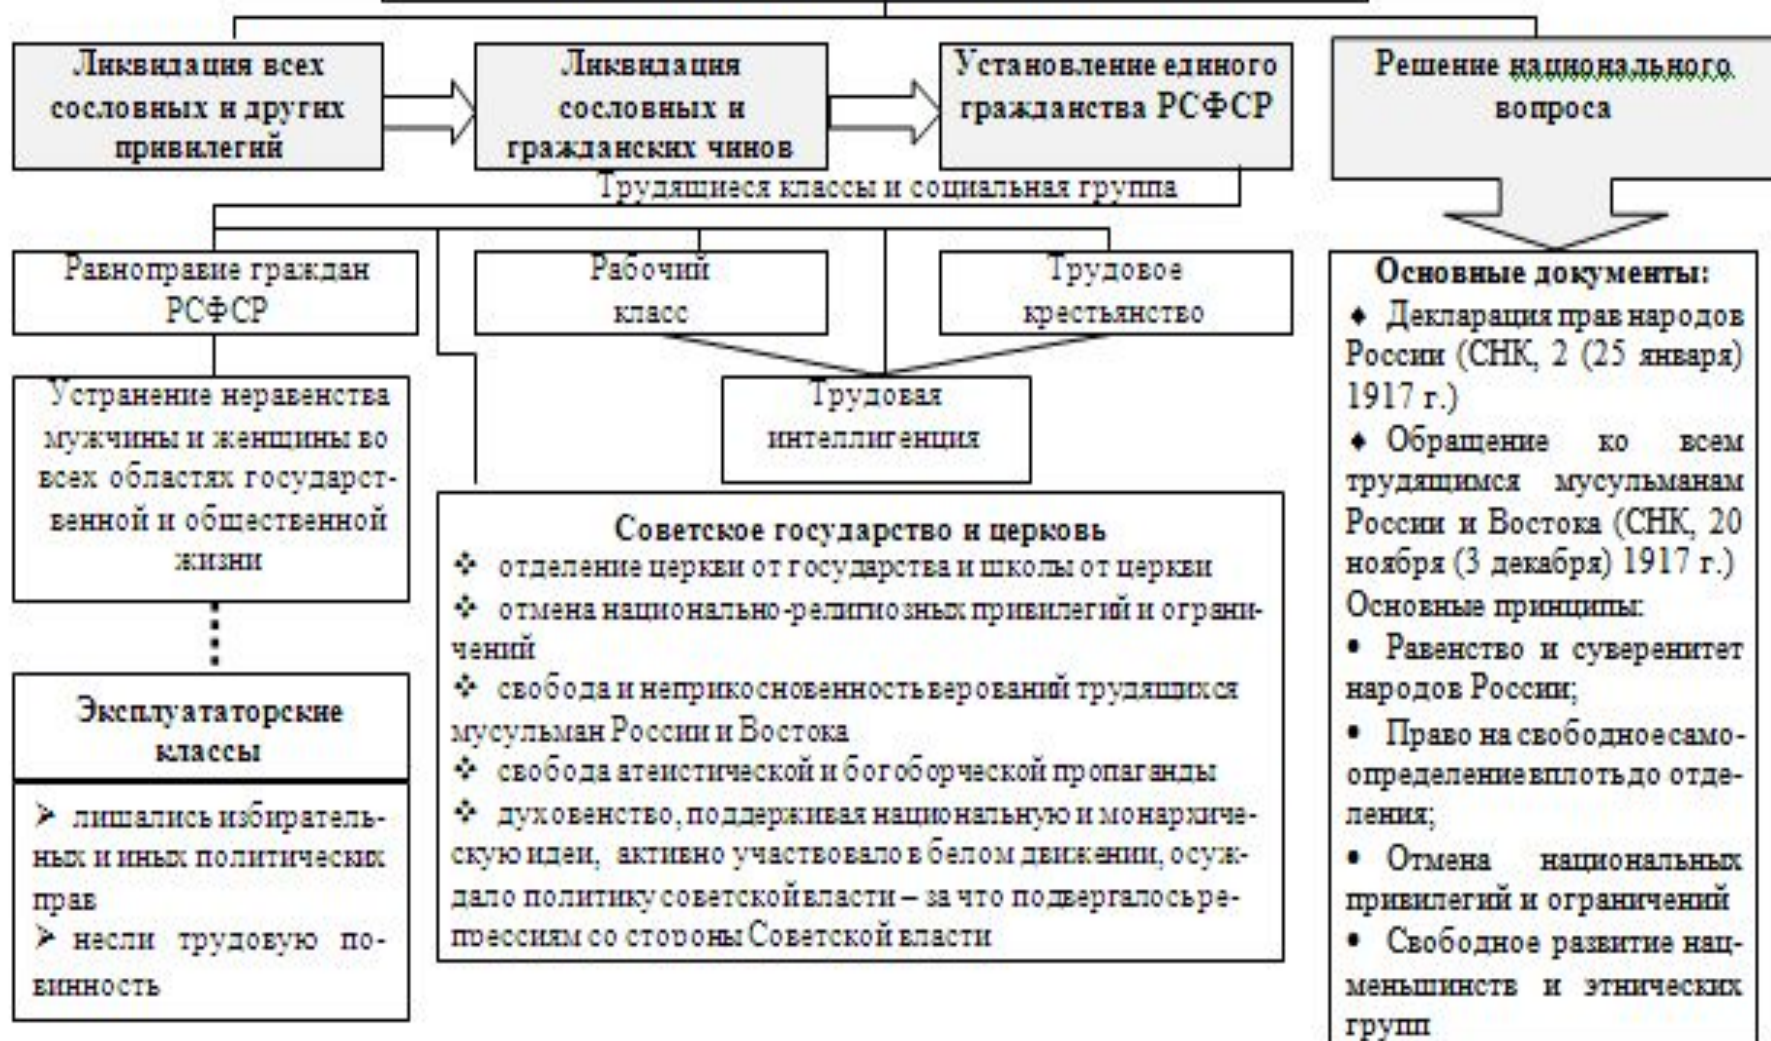 Ликвидация всех
сословных и других
привилегий
Ликвидация
сословных и
гражданских чинов
Установление единого
гражданства РСФСР
Решение национального
вопроса
Трудящиеся классы и социальная группа
Равноправие граждан
РСФСР
Рабочий
класс
Трудовое
крестьянство
Трудовая
интеллигенция
Устранение неравенства
мужчины и женщины во
всех областях государст-
венной и общественной
жизни
Эксплуататорские
классы
➢ лишались избиратель-
ных и иных политических
прав
➢ несли трудовую по-
винность
Советское государство и церковь
❖ отделение церкви от государства и школы от церкви
❖ отмена национально-религиозных привилегий и ограни-
чений
❖ свобода и неприкосновенность верований трудящихся
мусульман России и Востока
❖ свобода атеистической и богоборческой пропаганды
❖ духовенство, поддерживая национальную и монархиче-
скую идеи, активно участвовало в белом движении, осуж-
дало политику советской власти – за что подвергалось ре-
прессиям со стороны Советской власти
Основные документы:
♦ Декларация прав народов
России (СНК, 2 (25 января)
1917 г.)
♦ Обращение ко всем
трудящимся мусульманам
России и Востока (СНК, 20
ноября (3 декабря) 1917 г.)
Основные принципы:
• Равенство и суверенитет
народов России;
• Право на свободное само-
определение вплоть до отде-
ления;
• Отмена национальных
привилегий и ограничений
• Свободное развитие нац-
меньшинств и этнических
групп